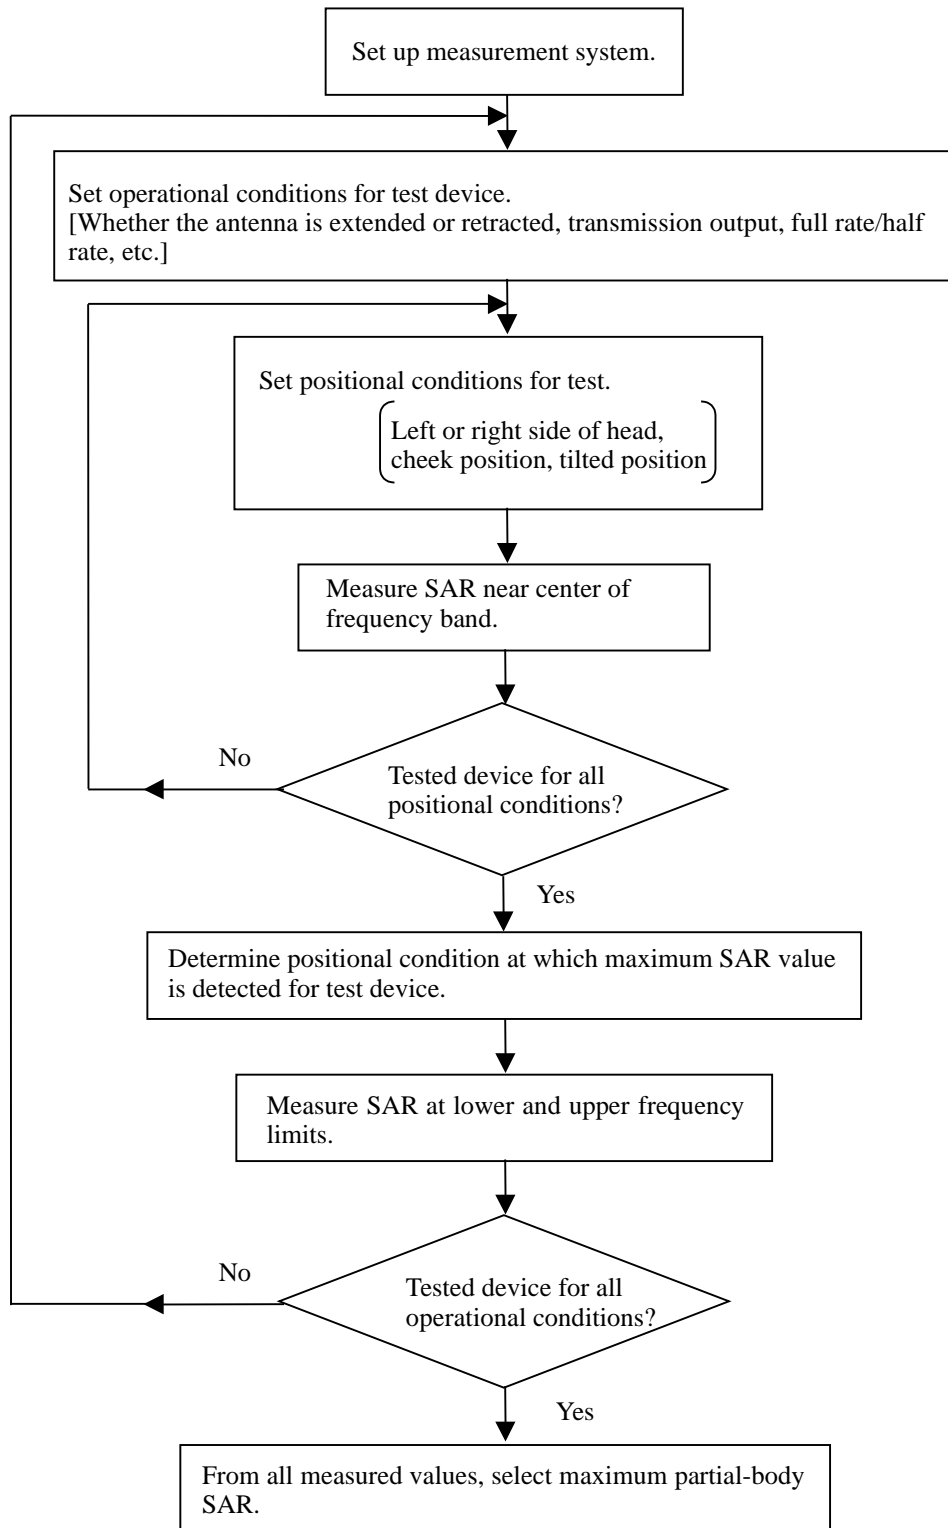 Set up measurement system.
Set operational conditions for test device.
[Whether the antenna is extended or retracted, transmission output, full rate/half
rate, etc.]
Set positional conditions for test.
Left or right side of head,
cheek position, tilted position
Measure SAR near center of
frequency band.
No
Tested device for all
positional conditions?
Yes
Determine positional condition at which maximum SAR value
is detected for test device.
Measure SAR at lower and upper frequency
limits.
No
Tested device for all
operational conditions?
Yes
From all measured values, select maximum partial-body
SAR.